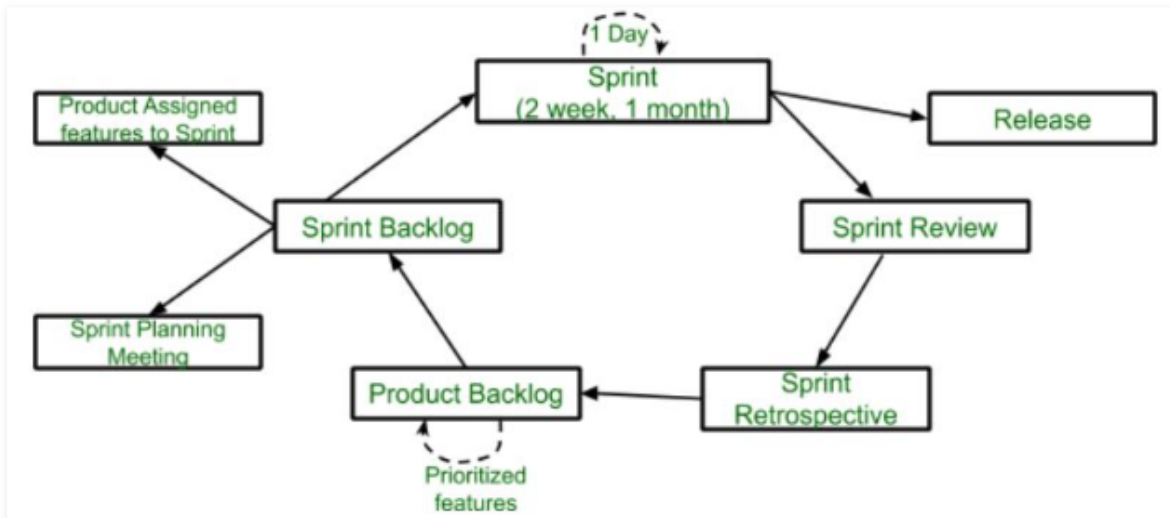 1 Day
Sprint
(2 week, 1 month)
Product Assigned
features to Sprint
Release
Sprint Backlog
Sprint Review
Sprint Planning
Meeting
Product Backlog
Sprint
Retrospective
Prioritized
features